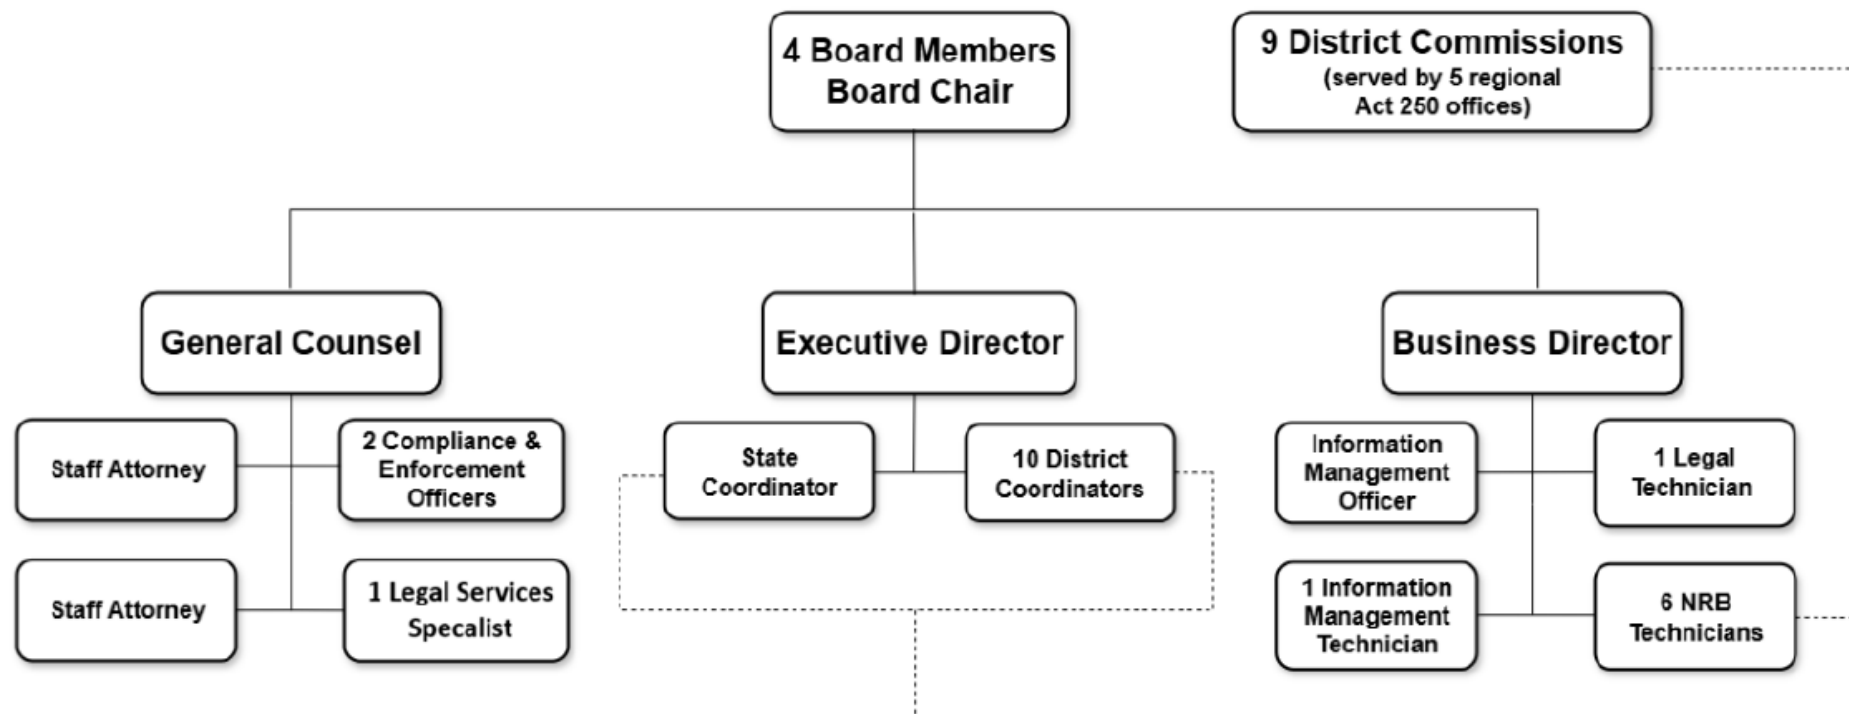 4 Board Members
Board Chair
9 District Commissions
(served by 5 regional
Act 250 offices)
General Counsel
Executive Director
Business Director
Staff Attorney
2 Compliance &
Enforcement
Officers
State
Coordinator
10 District
Coordinators
Information
Management
Officer
1 Legal
Technician
Staff Attorney
1 Legal Services
Specalist
1 Information
Management
Technician
6 NRB
Technicians